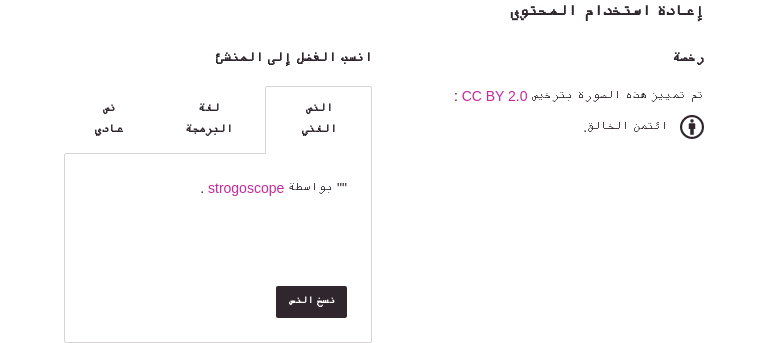 إعادة استخدام المحتوى
رخصة
تم تمييز هذه الصورة بترخيص CC BY 2.0 :
ائتمن الخالق.
انسب الفضل إلى المنشئ
النص الغني
لغة البرمجة
نص عادي
"" بواسطة strogoscope .
نسخ النص